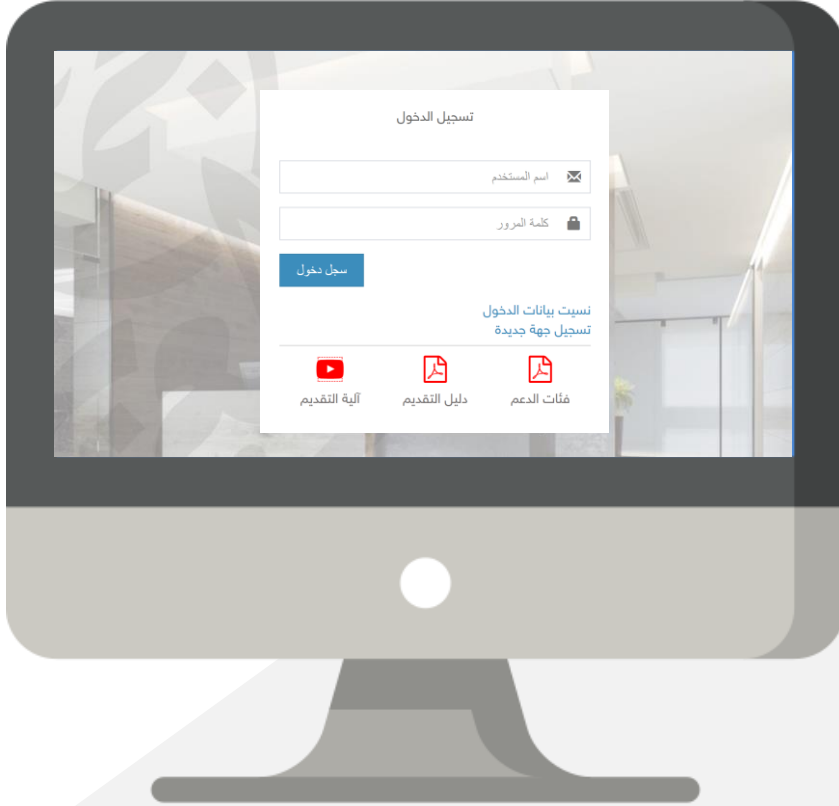 تسجيل الدخول
اسم المستخدم
كلمة المرور
سجل دخول
نسيت بيانات الدخول
تسجيل جهة جديدة
فئات الدعم
دليل التقديم
آلية التقديم